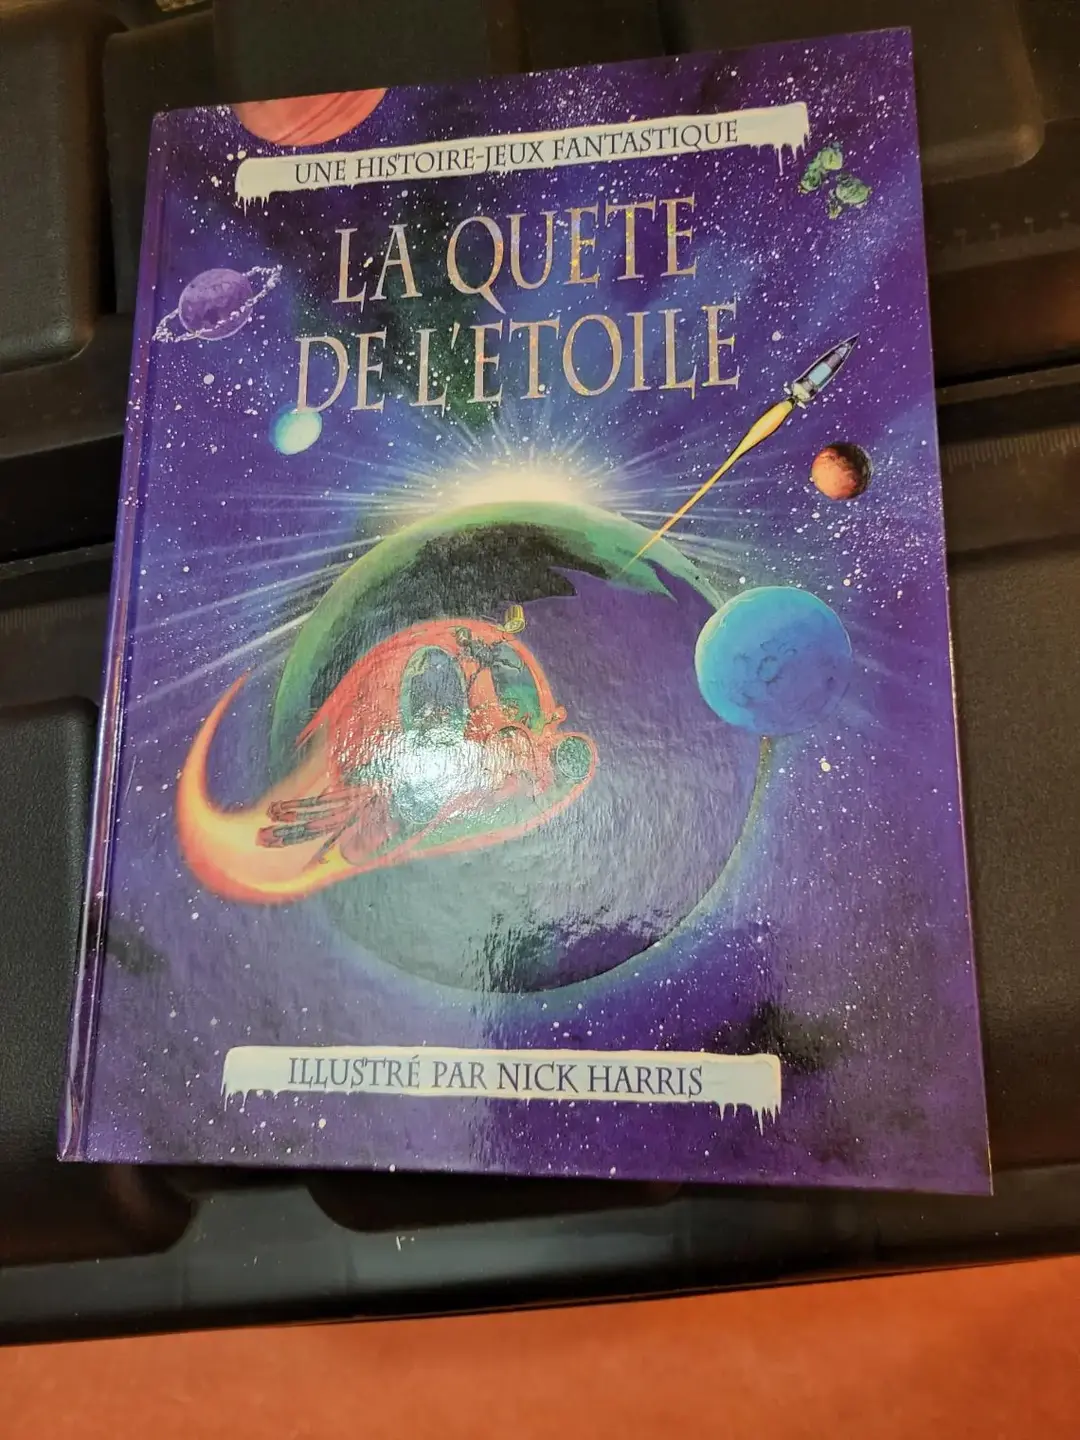 UNE HISTOIRE-JEUX FANTASTIQUE
LA QUETE
DE L'ETOILE
ILLUSTRÉ PAR NICK HARRIS